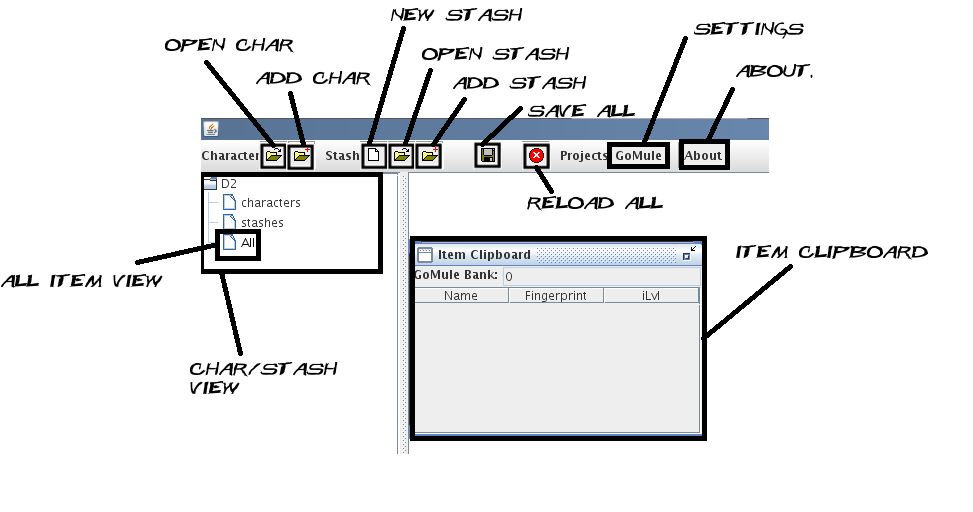 NEW STASH
SETTINGS
OPEN CHAR
OPEN STASH
ADD CHAR
ADD STASH
ABOUT.
SAVE ALL
Character Stash Projects GoMule About
D2
characters
stashes
All
RELOAD ALL
ALL ITEM VIEW
CHAR/STASH
VIEW
Item Clipboard
GoMule Bank: 0
Name Fingerprint iLvl
ITEM CLIPBOARD